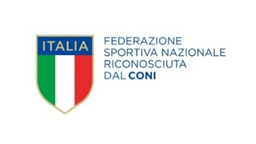 ITALIA
FEDERAZIONE
SPORTIVA NAZIONALE
RICONOSCIUTA
DAL CONI